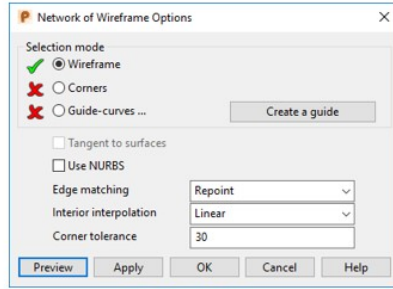 Network of Wireframe Options
Selection mode
Wireframe
Corners
Guide-curves ...
Create a guide
Tangent to surfaces
Use NURBS
Edge matching Repoint
Interior interpolation Linear
Corner tolerance 30
Preview Apply OK Cancel Help